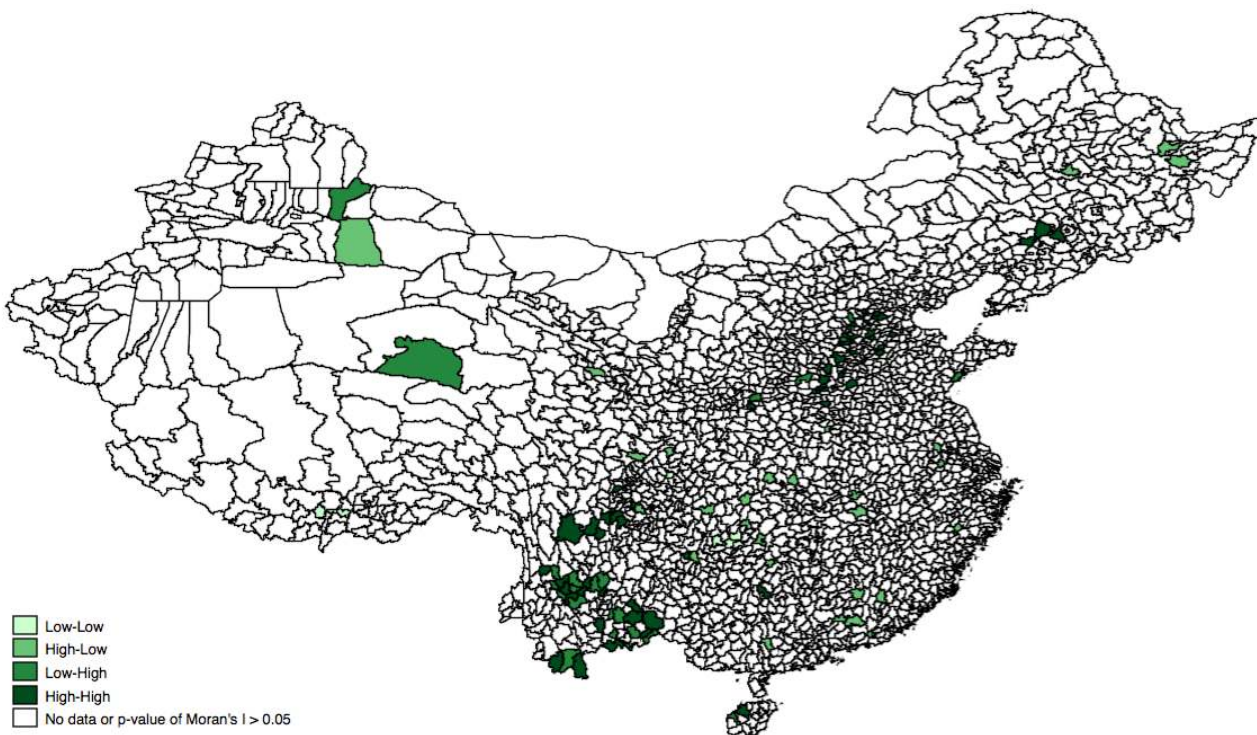 Low-Low
High-Low
Low-High
High-High
No data or p-value of Moran's I > 0.05